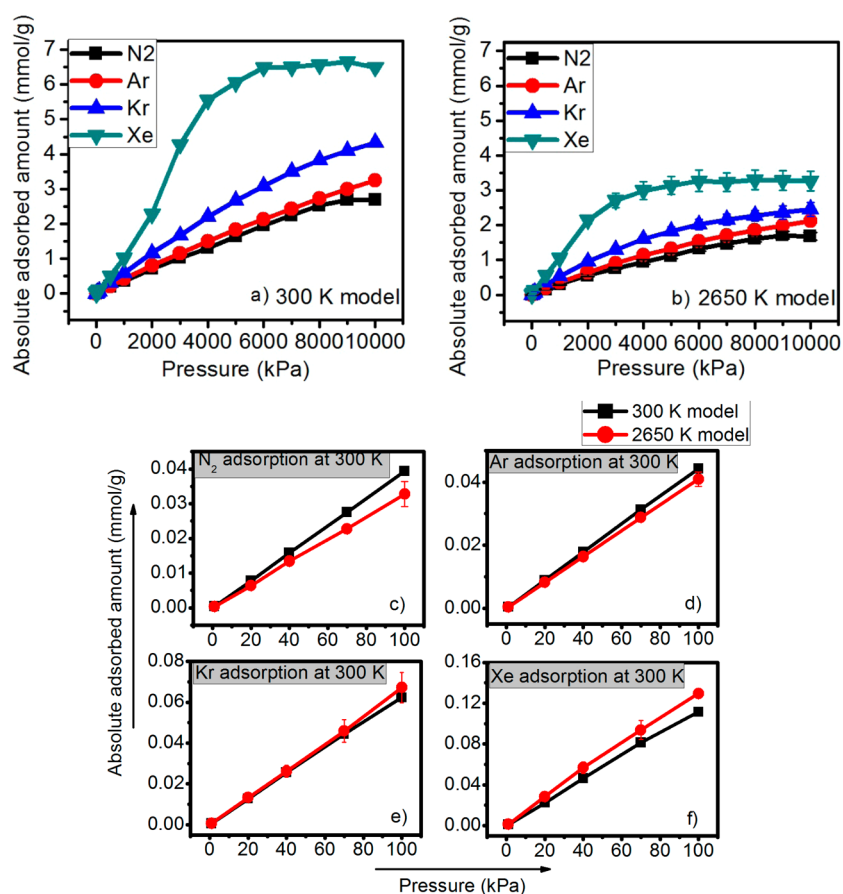 Absolute adsorbed amount (mmol/g)
7
6
5
4
3
2
1
0
N2
Ar
Kr
Xe
a) 300 K model
0 2000 4000 6000 8000 10000
Pressure (kPa)
Absolute adsorbed amount (mmol/g)
7
6
5
4
3
2
1
0
N2
Ar
Kr
Xe
b) 2650 K model
0 2000 4000 6000 8000 10000
Pressure (kPa)
300 K model
2650 K model
Absolute adsorbed amount (mmol/g)
N2 adsorption at 300 K
0.04
0.03
0.02
0.01
0.00
c)
0 20 40 60 80 100
Ar adsorption at 300 K
0.04
0.02
0.00
d)
0 20 40 60 80 100
Kr adsorption at 300 K
0.08
0.06
0.04
0.02
0.00
e)
0 20 40 60 80 100
Xe adsorption at 300 K
0.16
0.12
0.08
0.04
0.00
f)
0 20 40 60 80 100
Pressure (kPa)